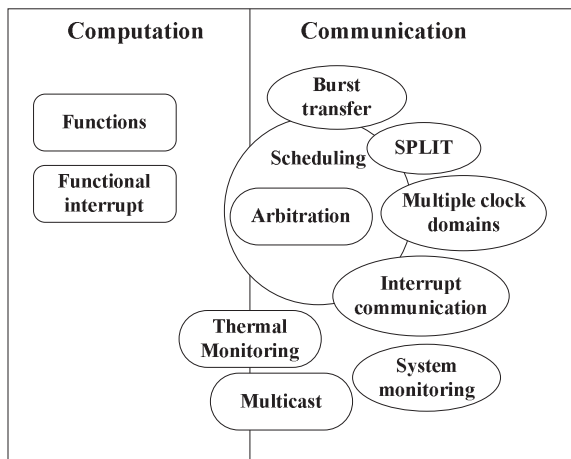 Computation
Communication
Burst
transfer
Functions
Scheduling
SPLIT
Functional
interrupt
Arbitration
Multiple clock
domains
Interrupt
communication
Thermal
Monitoring
System
monitoring
Multicast